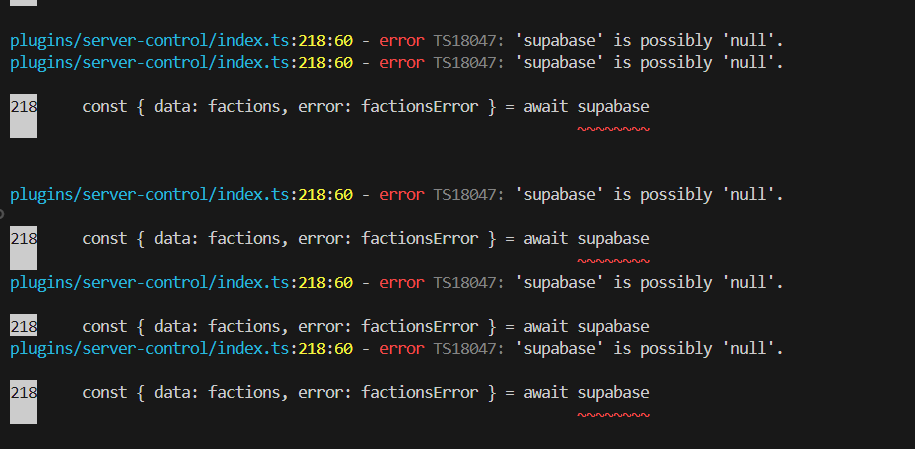 plugins/server-control/index.ts:218:60 - error TS18047: 'supabase' is possibly 'null'.
plugins/server-control/index.ts:218:60 - error TS18047: 'supabase' is possibly 'null'.
218     const { data: factions, error: factionsError } = await supabase
~~~~~~~~
plugins/server-control/index.ts:218:60 - error TS18047: 'supabase' is possibly 'null'.
218     const { data: factions, error: factionsError } = await supabase
~~~~~~~~
plugins/server-control/index.ts:218:60 - error TS18047: 'supabase' is possibly 'null'.
218     const { data: factions, error: factionsError } = await supabase
plugins/server-control/index.ts:218:60 - error TS18047: 'supabase' is possibly 'null'.
218     const { data: factions, error: factionsError } = await supabase
~~~~~~~~